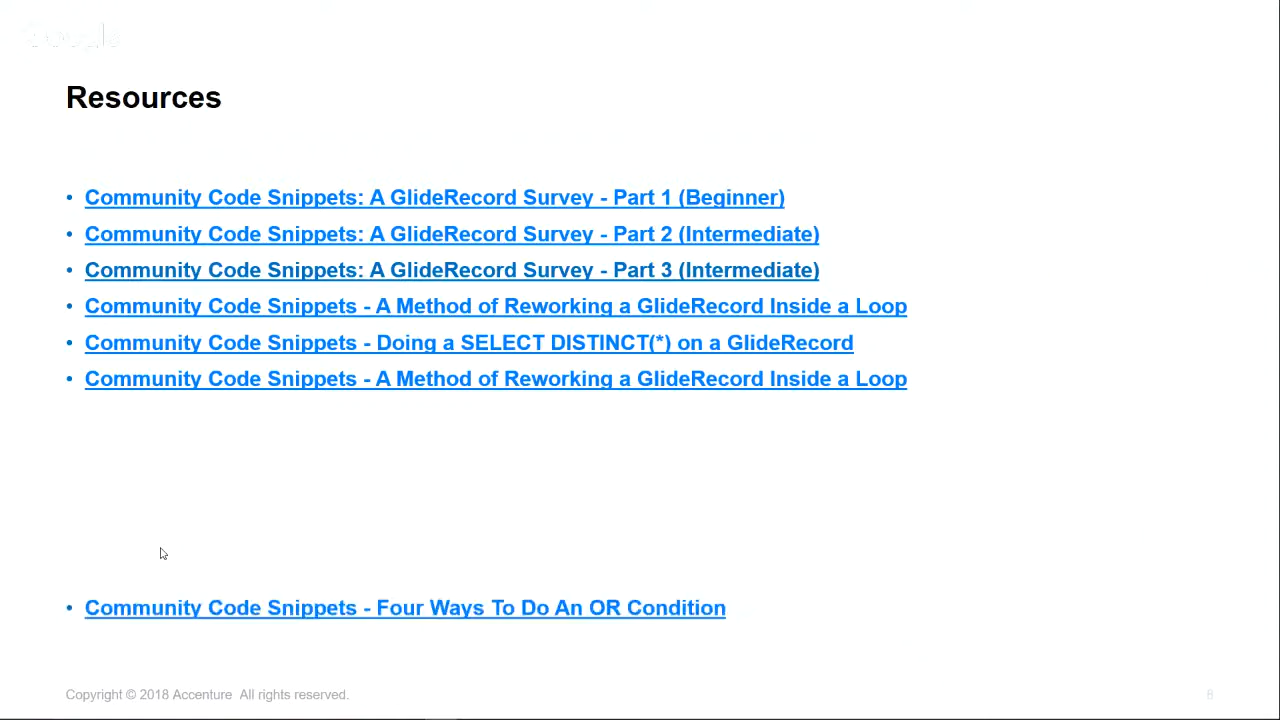 Resources
• Community Code Snippets: A GlideRecord Survey - Part 1 (Beginner)
• Community Code Snippets: A GlideRecord Survey - Part 2 (Intermediate)
• Community Code Snippets: A GlideRecord Survey - Part 3 (Intermediate)
• Community Code Snippets - A Method of Reworking a GlideRecord Inside a Loop
• Community Code Snippets - Doing a SELECT DISTINCT(*) on a GlideRecord
• Community Code Snippets - A Method of Reworking a GlideRecord Inside a Loop
• Community Code Snippets - Four Ways To Do An OR Condition
Copyright © 2018 Accenture All rights reserved.
8